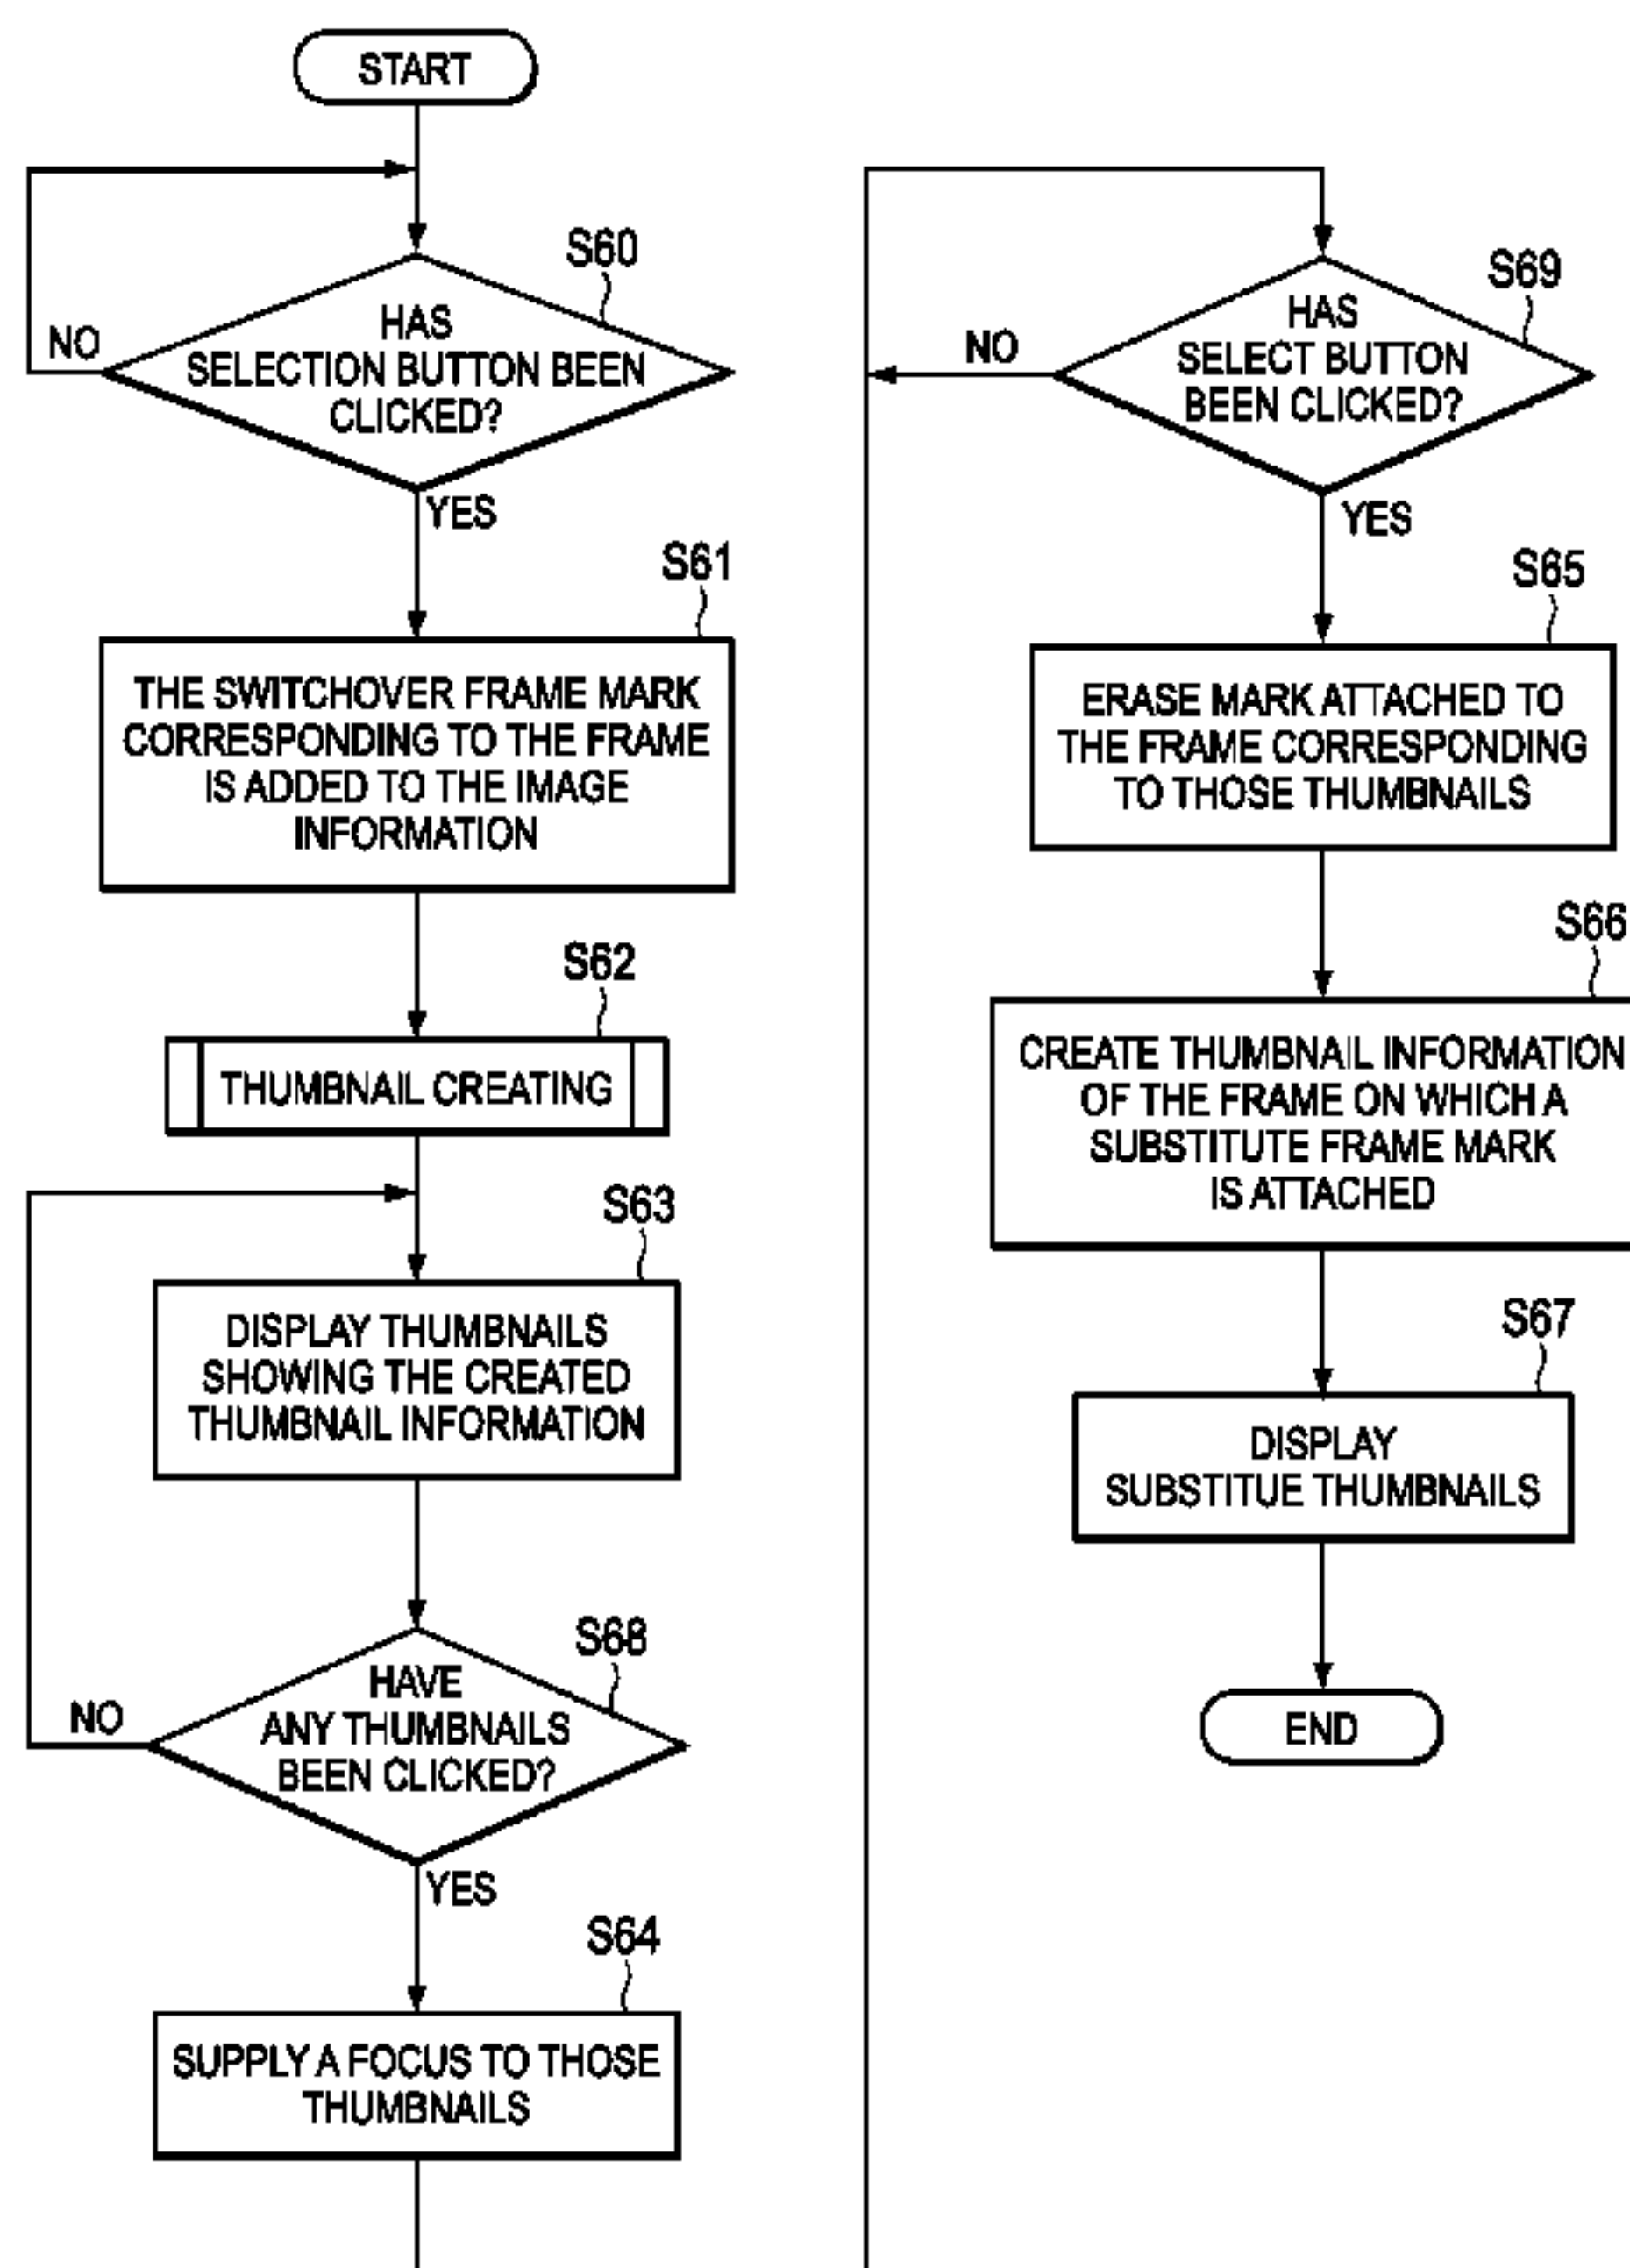 START
S60
HAS
SELECTION BUTTON BEEN
CLICKED?
NO
YES
S61
THE SWITCHOVER FRAME MARK
CORRESPONDING TO THE FRAME
IS ADDED TO THE IMAGE
INFORMATION
S62
THUMBNAIL CREATING
S63
DISPLAY THUMBNAILS
SHOWING THE CREATED
THUMBNAIL INFORMATION
S68
HAVE
ANY THUMBNAILS
BEEN CLICKED?
NO
YES
S64
SUPPLY A FOCUS TO THOSE
THUMBNAILS
S69
HAS
SELECT BUTTON
BEEN CLICKED?
NO
YES
S65
ERASE MARK ATTACHED TO
THE FRAME CORRESPONDING
TO THOSE THUMBNAILS
S66
CREATE THUMBNAIL INFORMATION
OF THE FRAME ON WHICH A
SUBSTITUTE FRAME MARK
IS ATTACHED
S67
DISPLAY
SUBSTITUE THUMBNAILS
END